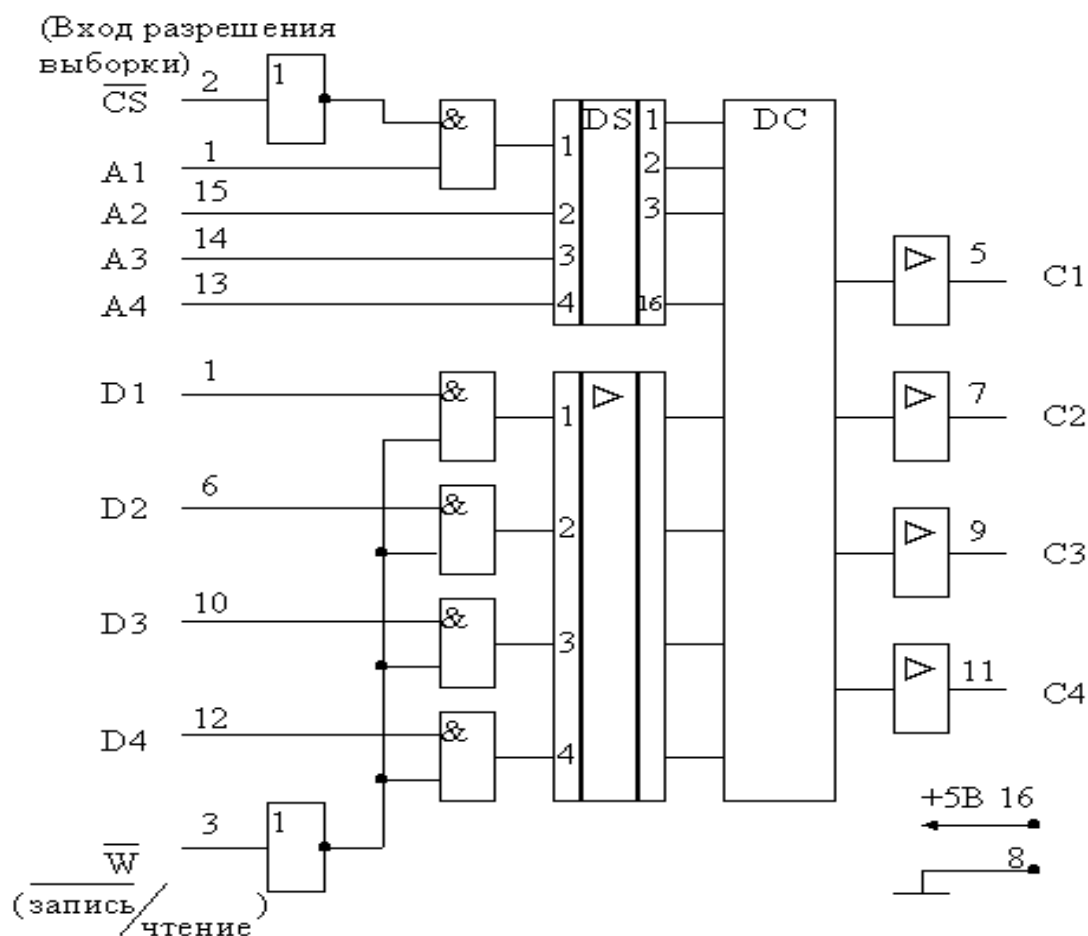 (Вход разрешения
выборки)
CS 2 1
A1 1 & 1 DS 1 DC
A2 15 2 2
A3 14 3 3
A4 13 4 16
5 C1
D1 1 & 1
7 C2
D2 6 & 2
9 C3
D3 10 & 3
11 C4
D4 12 & 4
+5В 16
W 3 1
8
(запись/
чтение)